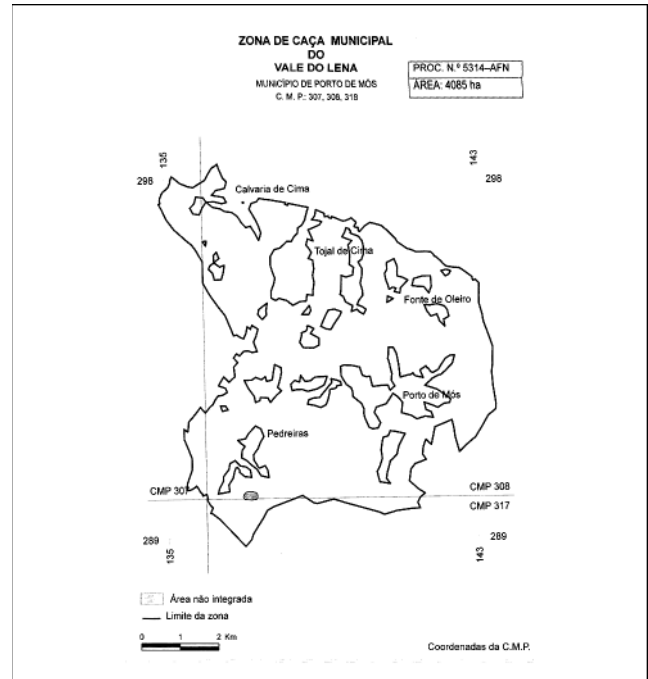 ZONA DE CAÇA MUNICIPAL
DO
VALE DO LENA
MUNICÍPIO DE PORTO DE MÓS
C. M. P.: 307, 308, 318
PROC. N.º 5314–AFN
ÁREA: 4085 ha
135
143
298
298
Calvaria de Cima
Tojal de Cima
Fonte de Oleiro
Porto de Mós
Pedreiras
CMP 307
CMP 308
CMP 317
289
289
135
143
Área não integrada
Limite da zona
0 1 2 Km
Coordenadas da C.M.P.